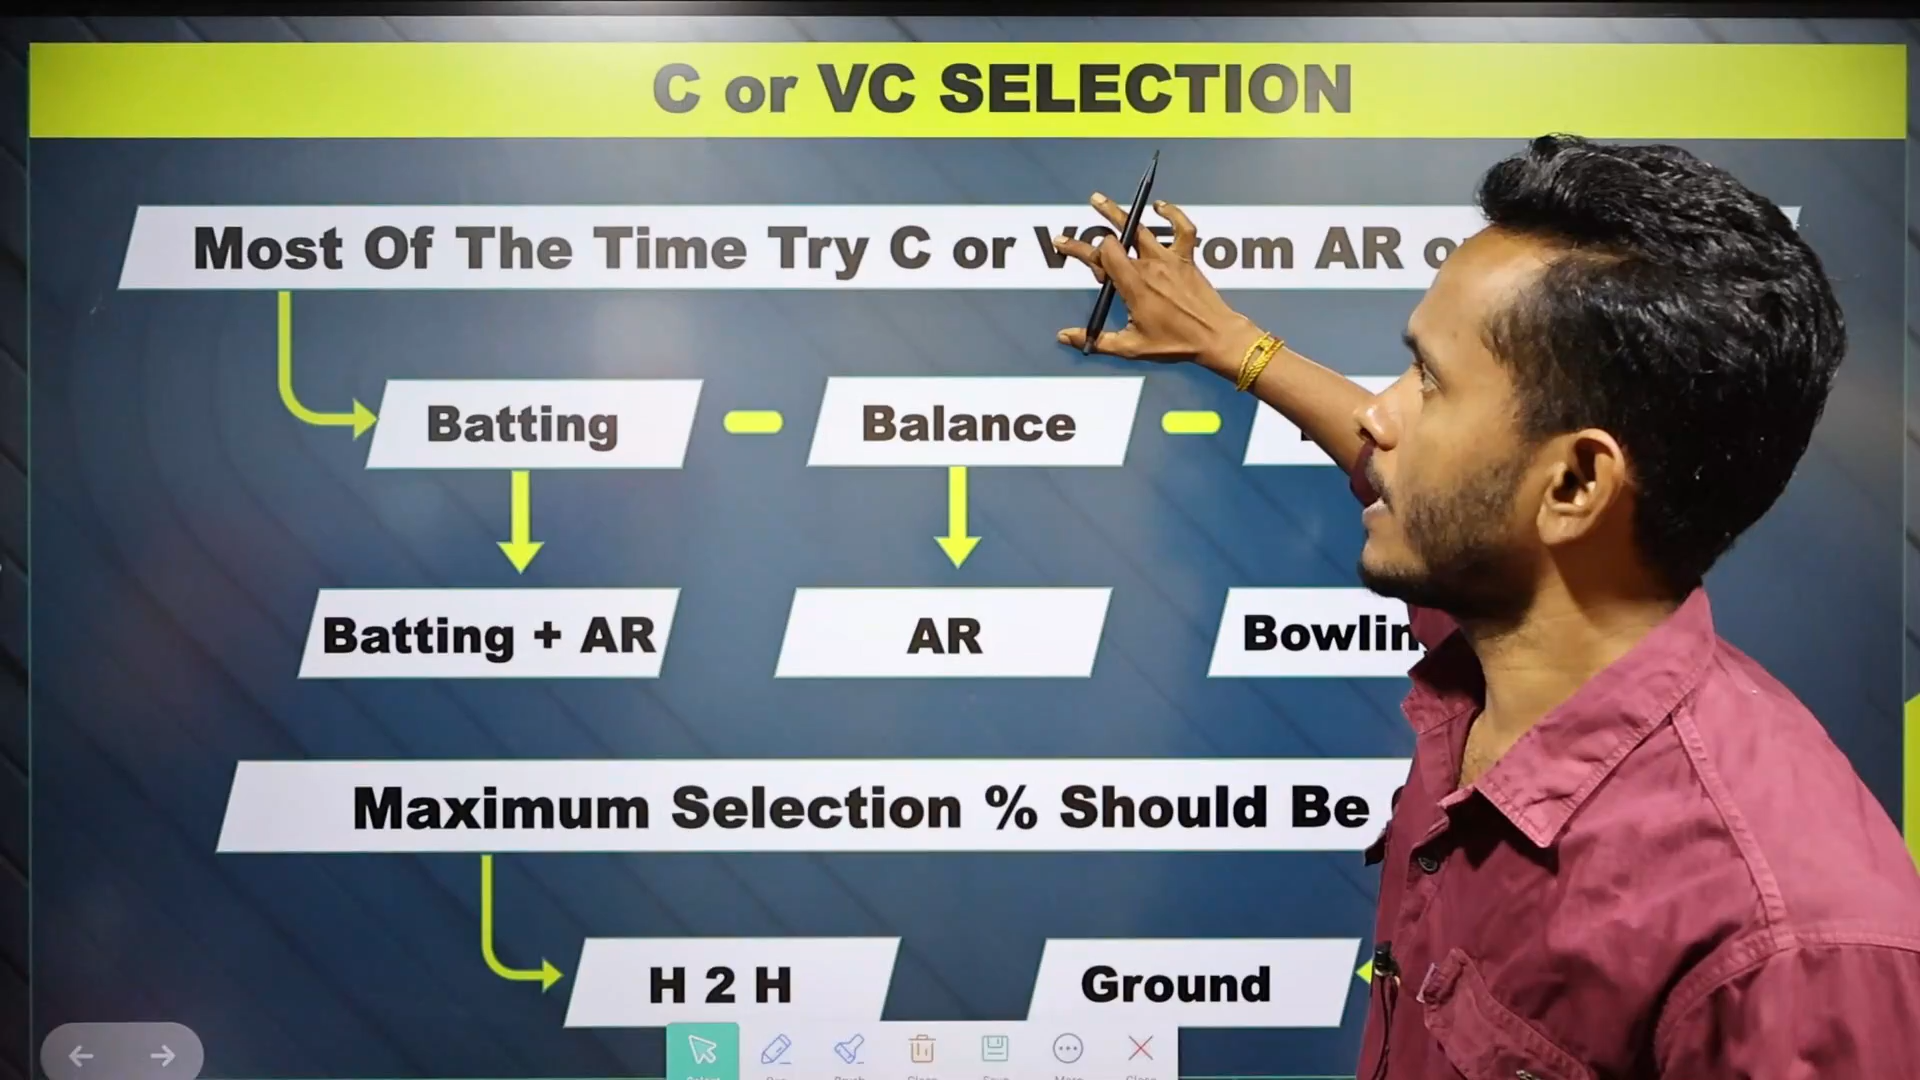 C or VC SELECTION
Most Of The Time Try C or From AR
Batting
Balance
Batting + AR
AR
Maximum Selection % Should Be
H 2 H
Ground